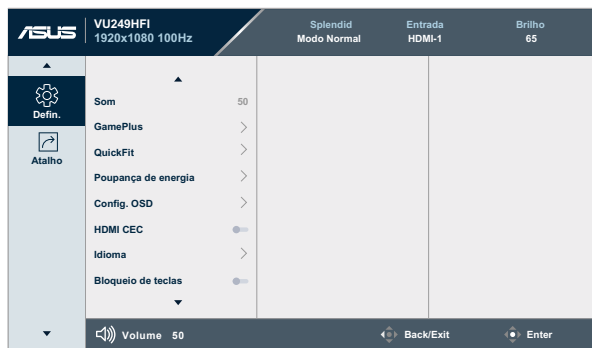 ASUS
VU249HFI
1920x1080 100Hz
Splendid
Modo Normal
Entrada
HDMI-1
Brilho
65
Defin.
Atalho
Som 50
GamePlus
QuickFit
Poupança de energia
Config. OSD
HDMI CEC
Idioma
Bloqueio de teclas
Volume 50
Back/Exit
Enter